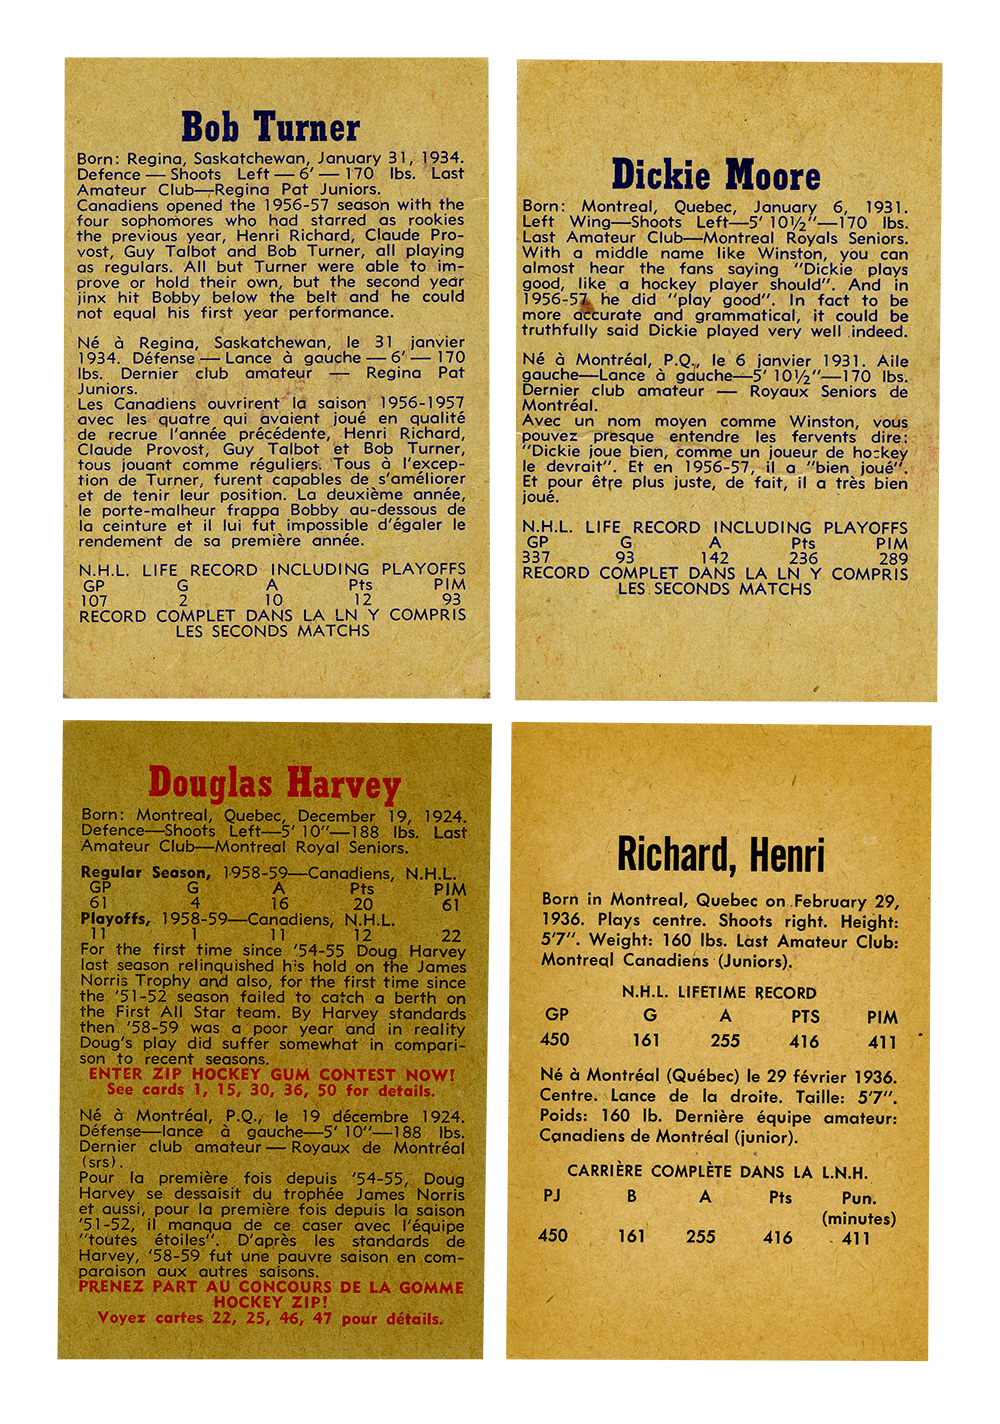 Bob Turner
Born: Regina, Saskatchewan, January 31, 1934.
Defence — Shoots Left — 6' — 170 lbs. Last
Amateur Club—Regina Pat Juniors.
Canadiens opened the 1956-57 season with the
four sophomores who had starred as rookies
the previous year, Henri Richard, Claude Pro-
vost, Guy Talbot and Bob Turner, all playing
as regulars. All but Turner were able to im-
prove or hold their own, but the second year
jinx hit Bobby below the belt and he could
not equal his first year performance.
Né à Regina, Saskatchewan, le 31 janvier
1934. Défense — Lance à gauche — 6' — 170
lbs. Dernier club amateur — Regina Pat
Juniors.
Les Canadiens ouvrirent la saison 1956-1957
avec les quatre qui avaient joué en qualité
de recrue l'année précédente, Henri Richard,
Claude Provost, Guy Talbot et Bob Turner,
tous jouant comme réguliers. Tous à l'excep-
tion de Turner, furent capables de s'améliorer
et de tenir leur position. La deuxième année,
le porte-malheur frappa Bobby au-dessous de
la ceinture et il lui fut impossible d'égaler le
rendement de sa première année.
N.H.L. LIFE RECORD INCLUDING PLAYOFFS
GP G A Pts PIM
107 2 10 12 93
RECORD COMPLET DANS LA LN Y COMPRIS
LES SECONDS MATCHS
Dickie Moore
Born: Montreal, Quebec, January 6, 1931.
Left Wing—Shoots Left—5' 10½"—170 lbs.
Last Amateur Club—Montreal Royals Seniors.
With a middle name like Winston, you can
almost hear the fans saying "Dickie plays
good, like a hockey player should". And in
1956-57 he did "play good". In fact to be
more accurate and grammatical, it could be
truthfully said Dickie played very well indeed.
Né à Montréal, P.Q., le 6 janvier 1931. Aile
gauche—Lance à gauche—5' 10½"—170 lbs.
Dernier club amateur — Royaux Seniors de
Montréal.
Avec un nom moyen comme Winston, vous
pouvez presque entendre les fervents dire:
"Dickie joue bien, comme un joueur de hockey
le devrait". Et en 1956-57, il a "bien joué".
Et pour être plus juste, de fait, il a très bien
joué.
N.H.L. LIFE RECORD INCLUDING PLAYOFFS
GP G A Pts PIM
337 93 142 236 289
RECORD COMPLET DANS LA LN Y COMPRIS
LES SECONDS MATCHS
Douglas Harvey
Born: Montreal, Quebec, December 19, 1924.
Defence—Shoots Left—5' 10"—188 lbs. Last
Amateur Club—Montreal Royal Seniors.
Regular Season, 1958-59—Canadiens, N.H.L.
GP G A Pts PIM
61 4 16 20 61
Playoffs, 1958-59—Canadiens, N.H.L.
11 1 11 12 22
For the first time since '54-55 Doug Harvey
last season relinquished his hold on the James
Norris Trophy and also, for the first time since
the '51-52 season failed to catch a berth on
the First All Star team. By Harvey standards
then '58-59 was a poor year and in reality
Doug's play did suffer somewhat in compari-
son to recent seasons.
ENTER ZIP HOCKEY GUM CONTEST NOW!
See cards 1, 15, 30, 36, 50 for details.
Né à Montréal, P.Q., le 19 décembre 1924.
Défense—lance à gauche—5' 10"—188 lbs.
Dernier club amateur — Royaux de Montréal
(srs).
Pour la première fois depuis '54-55, Doug
Harvey se dessaisit du trophée James Norris
et aussi, pour la première fois depuis la saison
'51-52, il manqua de ce caser avec l'équipe
"toutes étoiles". D'après les standards de
Harvey, '58-59 fut une pauvre saison en com-
paraison aux autres saisons.
PRENEZ PART AU CONCOURS DE LA GOMME
HOCKEY ZIP!
Voyez cartes 22, 25, 46, 47 pour détails.
Richard, Henri
Born in Montreal, Quebec on February 29,
1936. Plays centre. Shoots right. Height:
5'7". Weight: 160 lbs. Last Amateur Club:
Montreal Canadiens (Juniors).
N.H.L. LIFETIME RECORD
GP G A PTS PIM
450 161 255 416 411
Né à Montréal (Québec) le 29 février 1936.
Centre. Lance de la droite. Taille: 5'7".
Poids: 160 lb. Dernière équipe amateur:
Canadiens de Montréal (junior).
CARRIÈRE COMPLÈTE DANS LA L.N.H.
PJ B A Pts Pun.
(minutes)
450 161 255 416 411